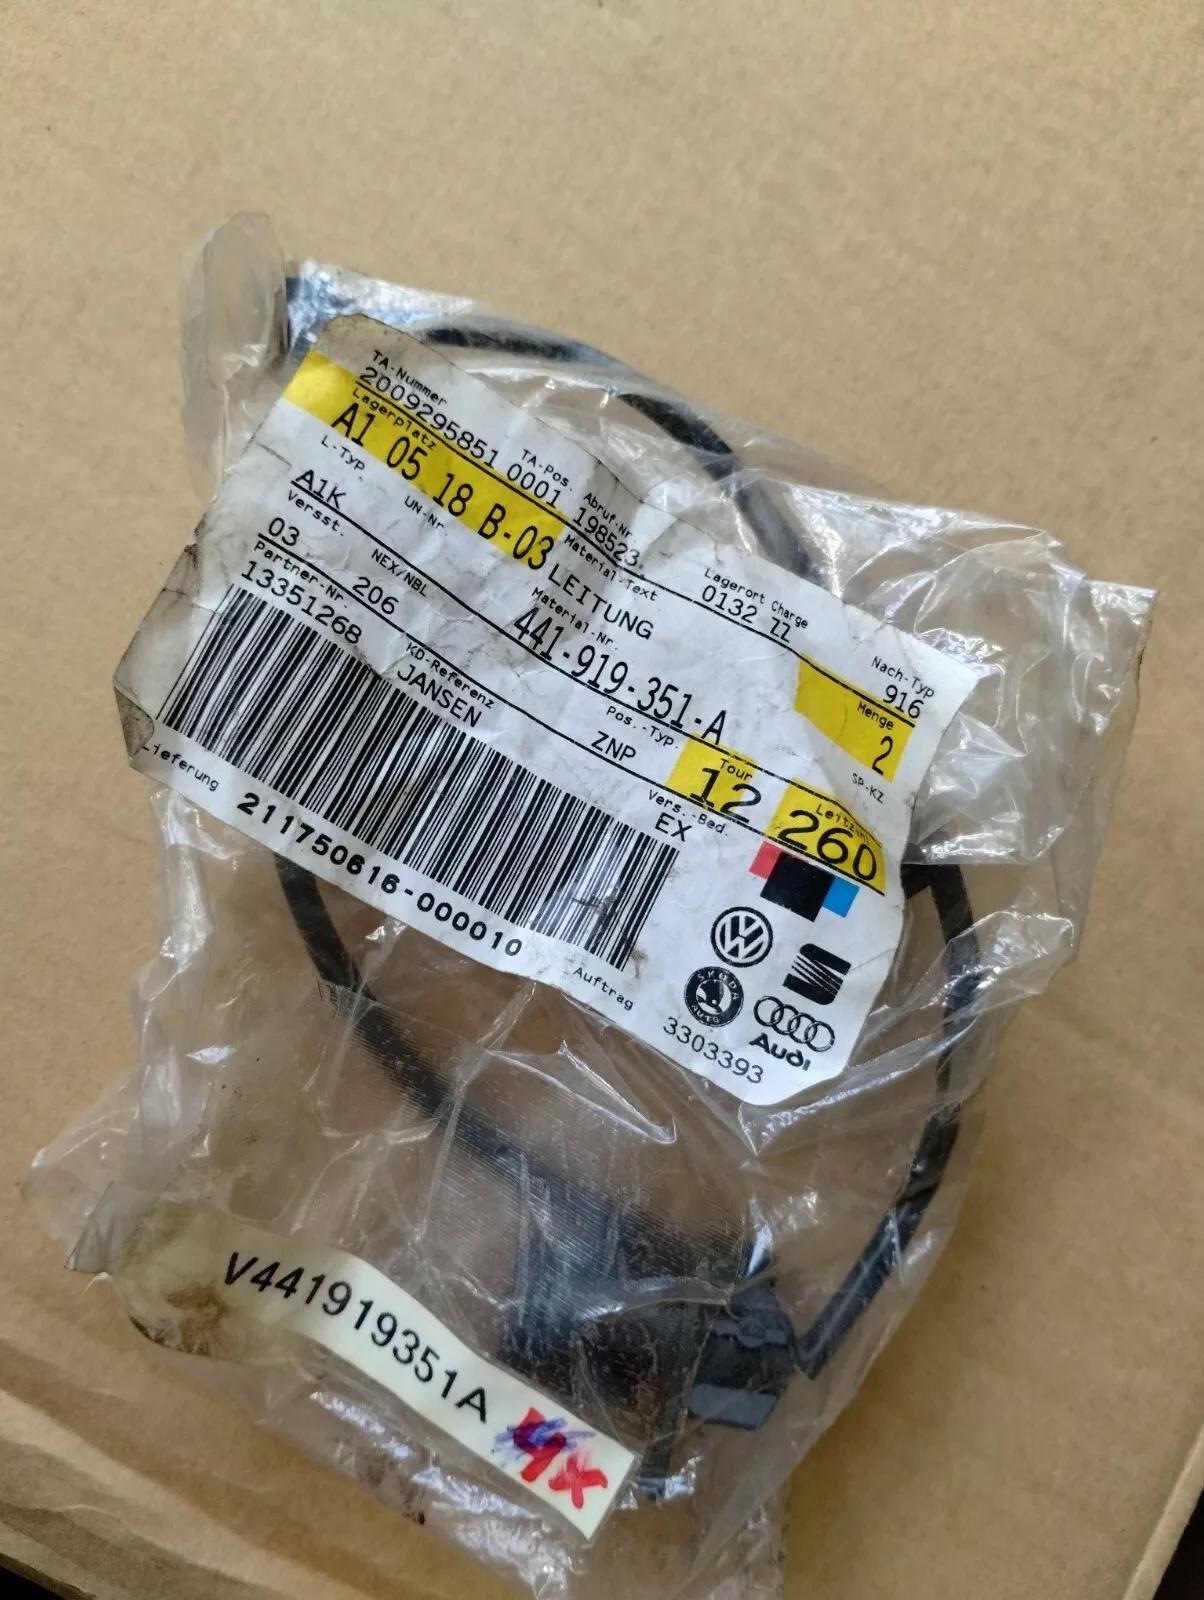 TA-Nummer TA-Pos. Abruf-Nr. Lagerort Charge Nach-Typ
2009295851 0001 198523 0132 ZZ 916
Lagerplatz Material-Text Menge
A1 05 18 B-03 LEITUNG 2
L-Typ UN-Nr. Material-Nr. SP-KZ
A1K 441-919-351-A
Versst. NEX/NBL Pos.-Typ. Tour Leitzahl
03 206 ZNP 12 260
Partner-Nr. KD-Referenz Vers.-Bed.
13351268 JANSEN EX
Lieferung
211750616-000010
Auftrag
3303393
SKODA
AUTO
Audi
V441919351A
4x